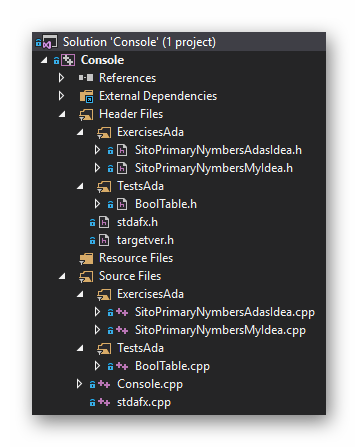 Solution 'Console' (1 project)
Console
References
External Dependencies
Header Files
ExercisesAda
SitoPrimaryNymbersAdasIdea.h
SitoPrimaryNymbersMyIdea.h
TestsAda
BoolTable.h
stdafx.h
targetver.h
Resource Files
Source Files
ExercisesAda
SitoPrimaryNymbersAdasIdea.cpp
SitoPrimaryNymbersMyIdea.cpp
TestsAda
BoolTable.cpp
Console.cpp
stdafx.cpp